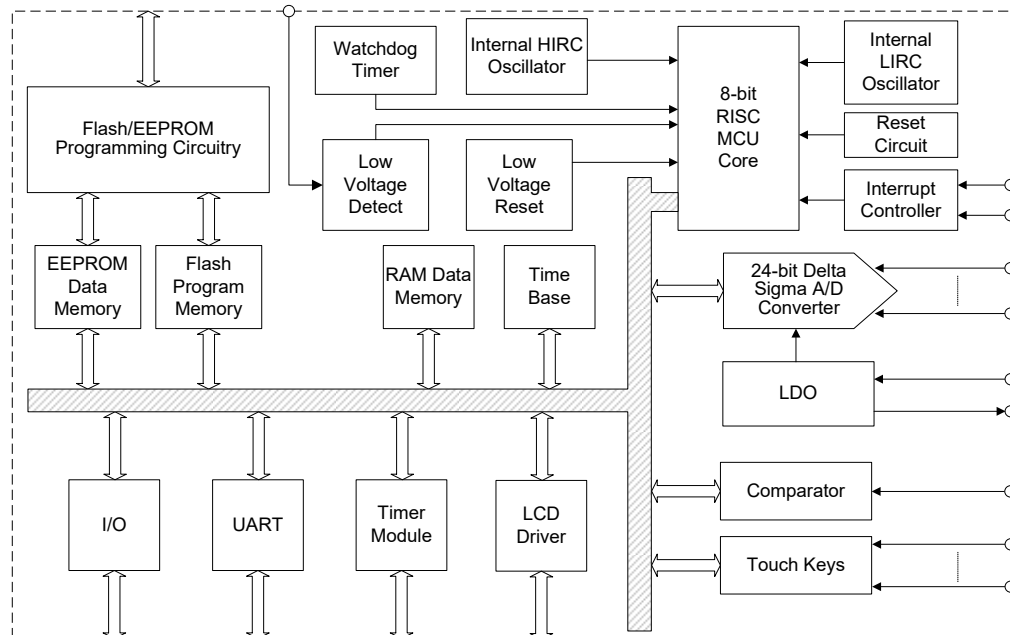 Watchdog
Timer
Internal HIRC
Oscillator
8-bit
RISC
MCU
Core
Internal
LIRC
Oscillator
Flash/EEPROM
Programming Circuitry
Low
Voltage
Detect
Low
Voltage
Reset
Reset
Circuit
Interrupt
Controller
EEPROM
Data
Memory
Flash
Program
Memory
RAM Data
Memory
Time
Base
24-bit Delta
Sigma A/D
Converter
LDO
I/O
UART
Timer
Module
LCD
Driver
Comparator
Touch Keys